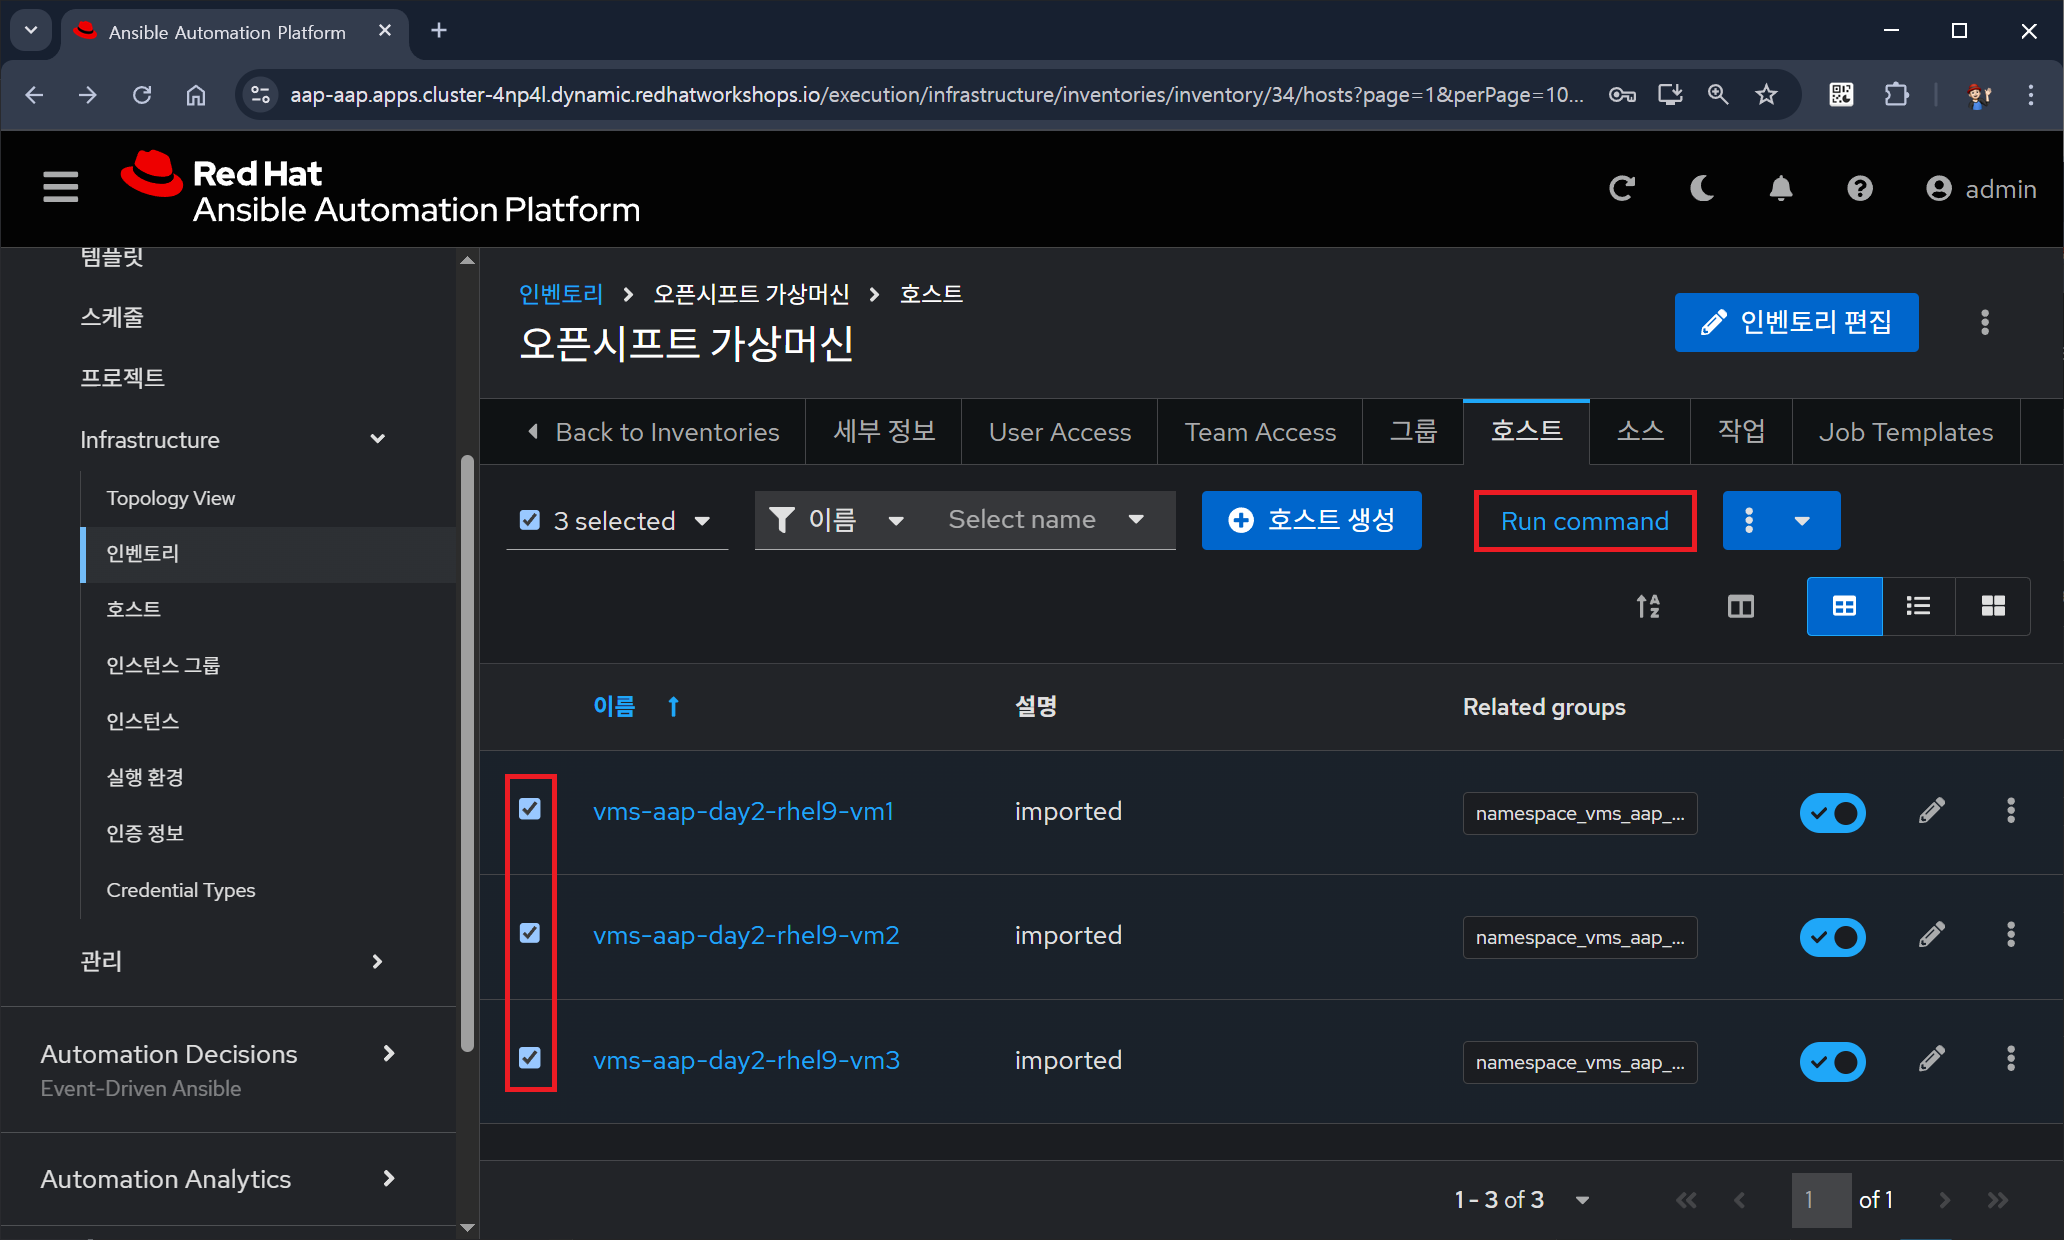 Ansible Automation Platform
aap-aap.apps.cluster-4np4l.dynamic.redhatworkshops.io/execution/infrastructure/inventories/inventory/34/hosts?page=1&perPage=10...
Red Hat
Ansible Automation Platform
admin
템플릿
스케줄
프로젝트
Infrastructure
Topology View
인벤토리
호스트
인스턴스 그룹
인스턴스
실행 환경
인증 정보
Credential Types
관리
Automation Decisions
Event-Driven Ansible
Automation Analytics
인벤토리 > 오픈시프트 가상머신 > 호스트
오픈시프트 가상머신
인벤토리 편집
Back to Inventories 세부 정보 User Access Team Access 그룹 호스트 소스 작업 Job Templates
3 selected 이름 Select name 호스트 생성 Run command
이름 설명 Related groups
vms-aap-day2-rhel9-vm1 imported namespace_vms_aap_...
vms-aap-day2-rhel9-vm2 imported namespace_vms_aap_...
vms-aap-day2-rhel9-vm3 imported namespace_vms_aap_...
1 - 3 of 3 1 of 1